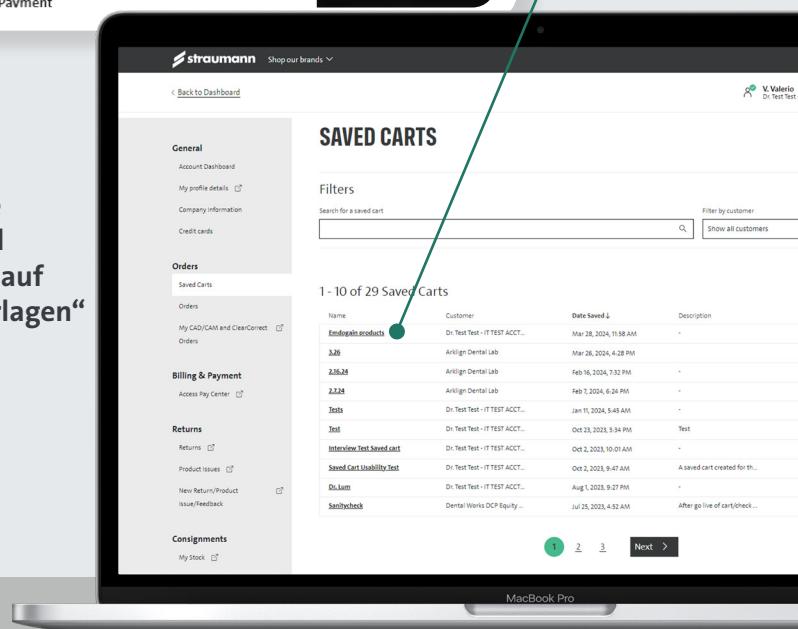 Payment
auf
lagen“
straumann Shop our brands
< Back to Dashboard
V. Valerio
Dr. Test Test
General
Account Dashboard
My profile details
Company information
Credit cards
Orders
Saved Carts
Orders
My CAD/CAM and ClearCorrect
Orders
Billing & Payment
Access Pay Center
Returns
Returns
Product Issues
New Return/Product
Issue/Feedback
Consignments
My Stock
SAVED CARTS
Filters
Search for a saved cart
Filter by customer
Show all customers
1 - 10 of 29 Saved Carts
Name Customer Date Saved ↓ Description
Emdogain products Dr. Test Test - IT TEST ACCT... Mar 28, 2024, 11:58 AM -
3.26 Arklign Dental Lab Mar 26, 2024, 4:28 PM
2.16.24 Arklign Dental Lab Feb 16, 2024, 7:32 PM -
2.7.24 Arklign Dental Lab Feb 7, 2024, 6:24 PM -
Tests Dr. Test Test - IT TEST ACCT... Jan 11, 2024, 5:45 AM -
Test Dr. Test Test - IT TEST ACCT... Oct 23, 2023, 5:34 PM Test
Interview Test Saved cart Dr. Test Test - IT TEST ACCT... Oct 2, 2023, 10:01 AM -
Saved Cart Usability Test Dr. Test Test - IT TEST ACCT... Oct 2, 2023, 9:47 AM A saved cart created for th...
Dr. Lum Dr. Test Test - IT TEST ACCT... Aug 1, 2023, 9:27 PM -
Sanitycheck Dental Works DCP Equity ... Jul 25, 2023, 4:52 AM After go live of cart/check ...
1 2 3 Next >
MacBook Pro